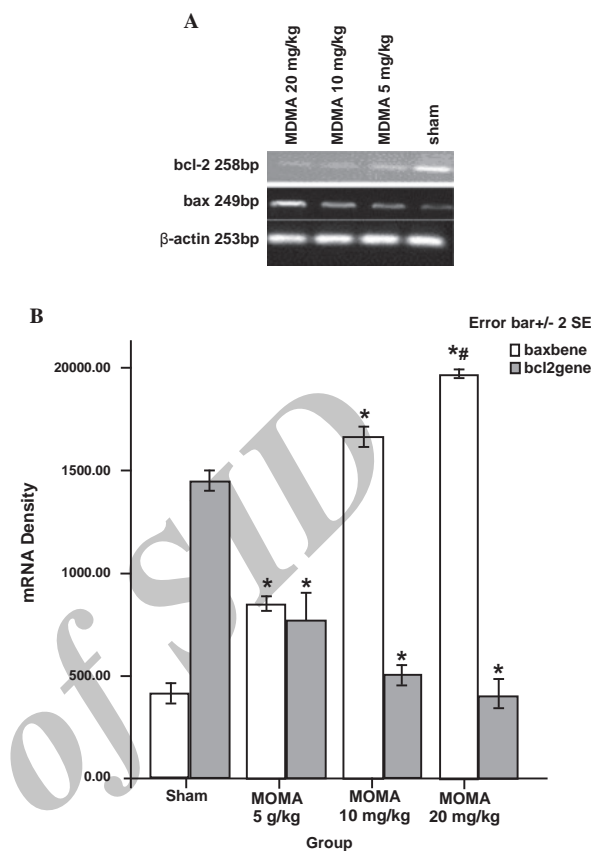 A
MDMA 20 mg/kg
MDMA 10 mg/kg
MDMA 5 mg/kg
sham
bcl-2 258bp
bax 249bp
β-actin 253bp
B
Error bar+/- 2 SE
baxbene
bcl2gene
mRNA Density
20000.00
1500.00
1000.00
500.00
0.00
*
*
*
*
*#
*
Sham
MOMA
5 g/kg
MOMA
10 mg/kg
MOMA
20 mg/kg
Group
of SID